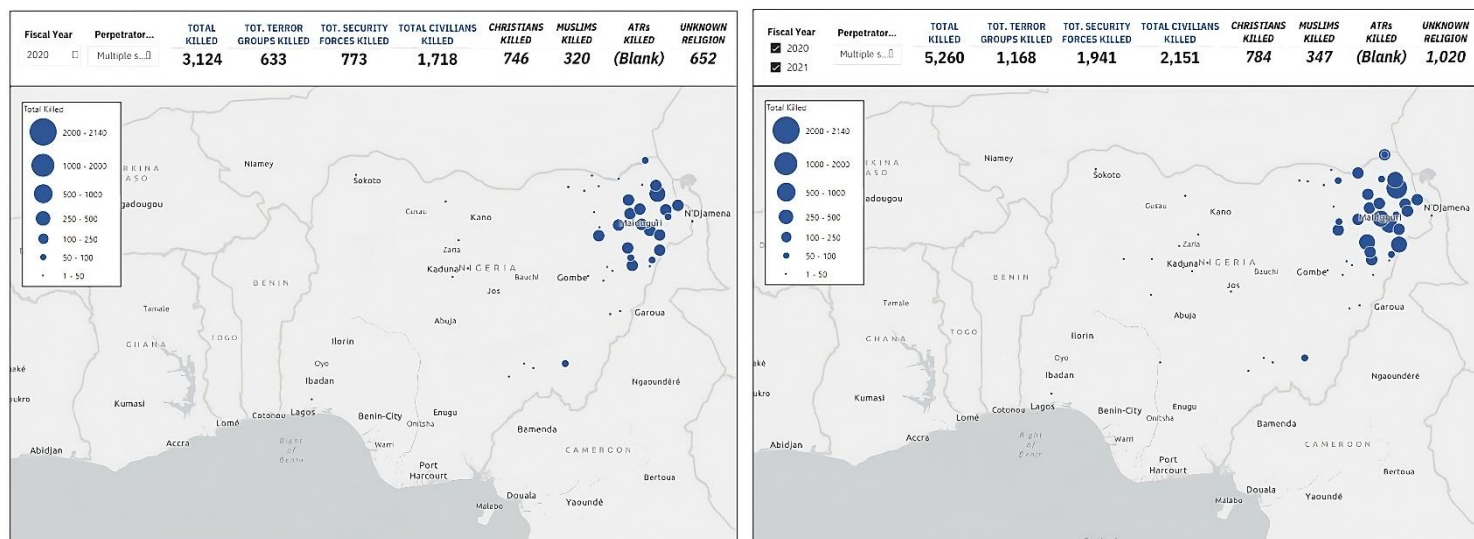 Fiscal Year
2020
Perpetrator...
Multiple s...
TOTAL
KILLED
3,124
TOT. TERROR
GROUPS KILLED
633
TOT. SECURITY
FORCES KILLED
773
TOTAL CIVILIANS
KILLED
1,718
CHRISTIANS
KILLED
746
MUSLIMS
KILLED
320
ATRs
KILLED
(Blank)
UNKNOWN
RELIGION
652
Total Killed
2000 - 2140
1000 - 2000
500 - 1000
250 - 500
100 - 250
50 - 100
1 - 50
Niamey
Sokoto
Gusau
Kano
Maiduguri
N'Djamena
Zaria
Kaduna
NIGERIA
Bauchi
Gombe
BENIN
Jos
Tamale
Abuja
Garoua
GHANA
TOGO
Ilorin
Oyo
Ibadan
Ngaoundéré
Kumasi
Cotonou
Lagos
Benin-City
Enugu
Lomé
Onitsha
Bamenda
Accra
Abidjan
Bight
of
Benin
Warri
CAMEROON
Port
Harcourt
Bertoua
Douala
Malabo
Yaoundé
Fiscal Year
2020
2021
Perpetrator...
Multiple s...
TOTAL
KILLED
5,260
TOT. TERROR
GROUPS KILLED
1,168
TOT. SECURITY
FORCES KILLED
1,941
TOTAL CIVILIANS
KILLED
2,151
CHRISTIANS
KILLED
784
MUSLIMS
KILLED
347
ATRs
KILLED
(Blank)
UNKNOWN
RELIGION
1,020
Total Killed
2000 - 2140
1000 - 2000
500 - 1000
250 - 500
100 - 250
50 - 100
1 - 50
Niamey
Sokoto
Gusau
Kano
Maiduguri
N'Djamena
Zaria
Kaduna
NIGERIA
Bauchi
Gombe
BENIN
Jos
Tamale
Abuja
Garoua
GHANA
TOGO
Ilorin
Oyo
Ibadan
Ngaoundéré
Kumasi
Cotonou
Lagos
Benin-City
Enugu
Lomé
Onitsha
Bamenda
Accra
Abidjan
Bight
of
Benin
Warri
CAMEROON
Port
Harcourt
Bertoua
Douala
Malabo
Yaoundé